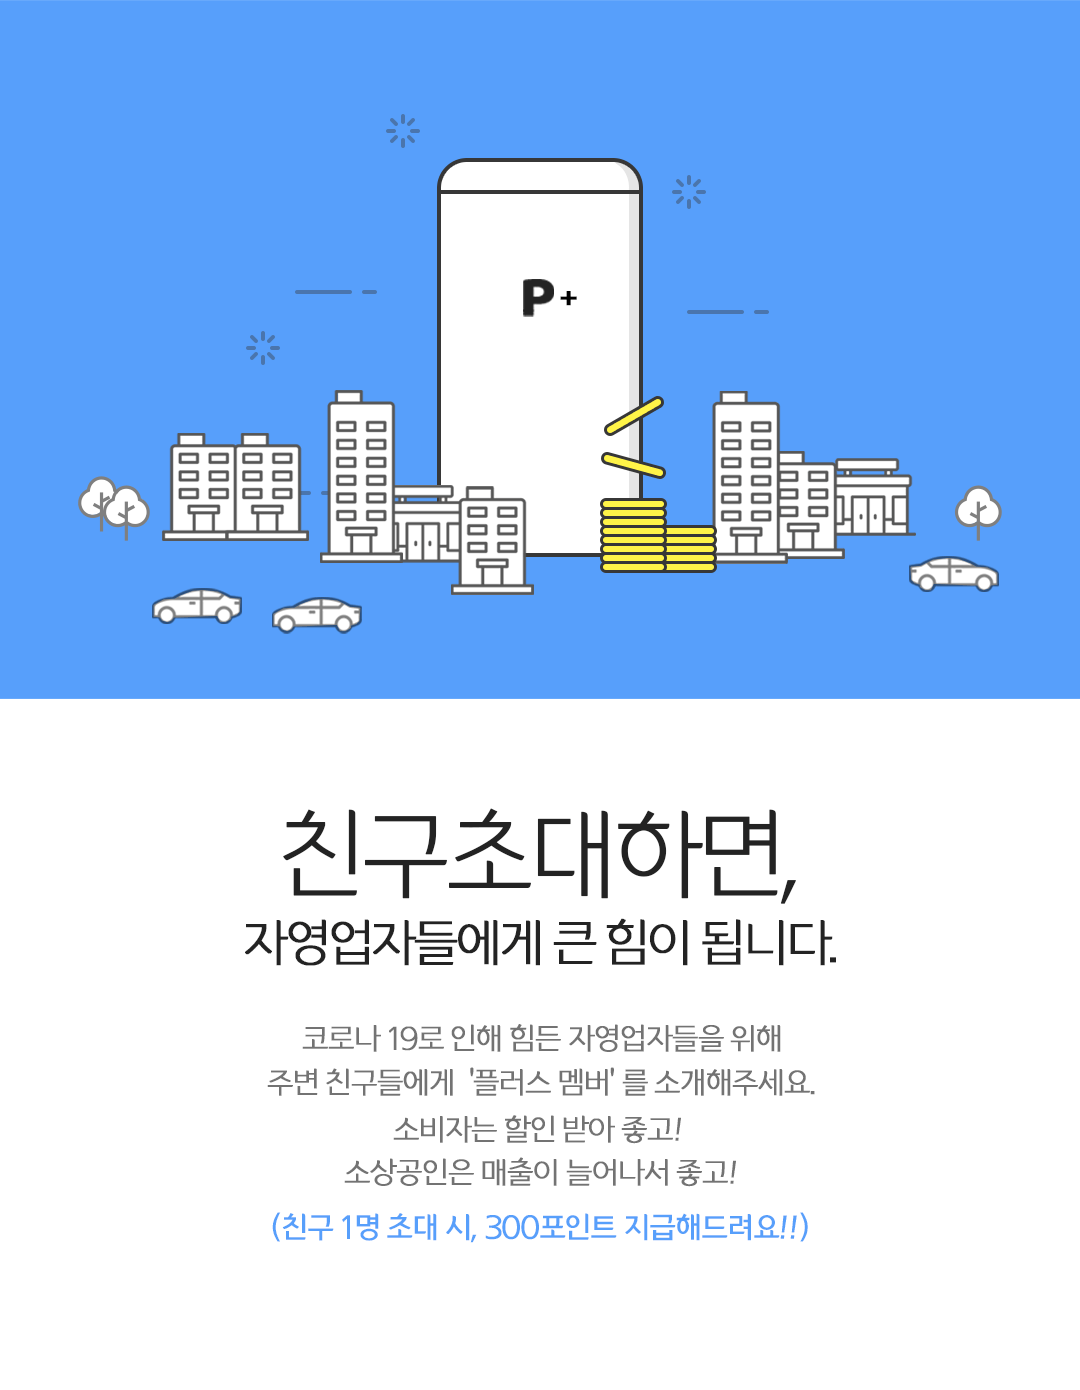 P+
친구초대하면,
자영업자들에게 큰 힘이 됩니다.
코로나 19로 인해 힘든 자영업자들을 위해
주변 친구들에게 '플러스 멤버' 를 소개해주세요.
소비자는 할인 받아 좋고!
소상공인은 매출이 늘어나서 좋고!
(친구 1명 초대 시, 300포인트 지급해드려요!!)